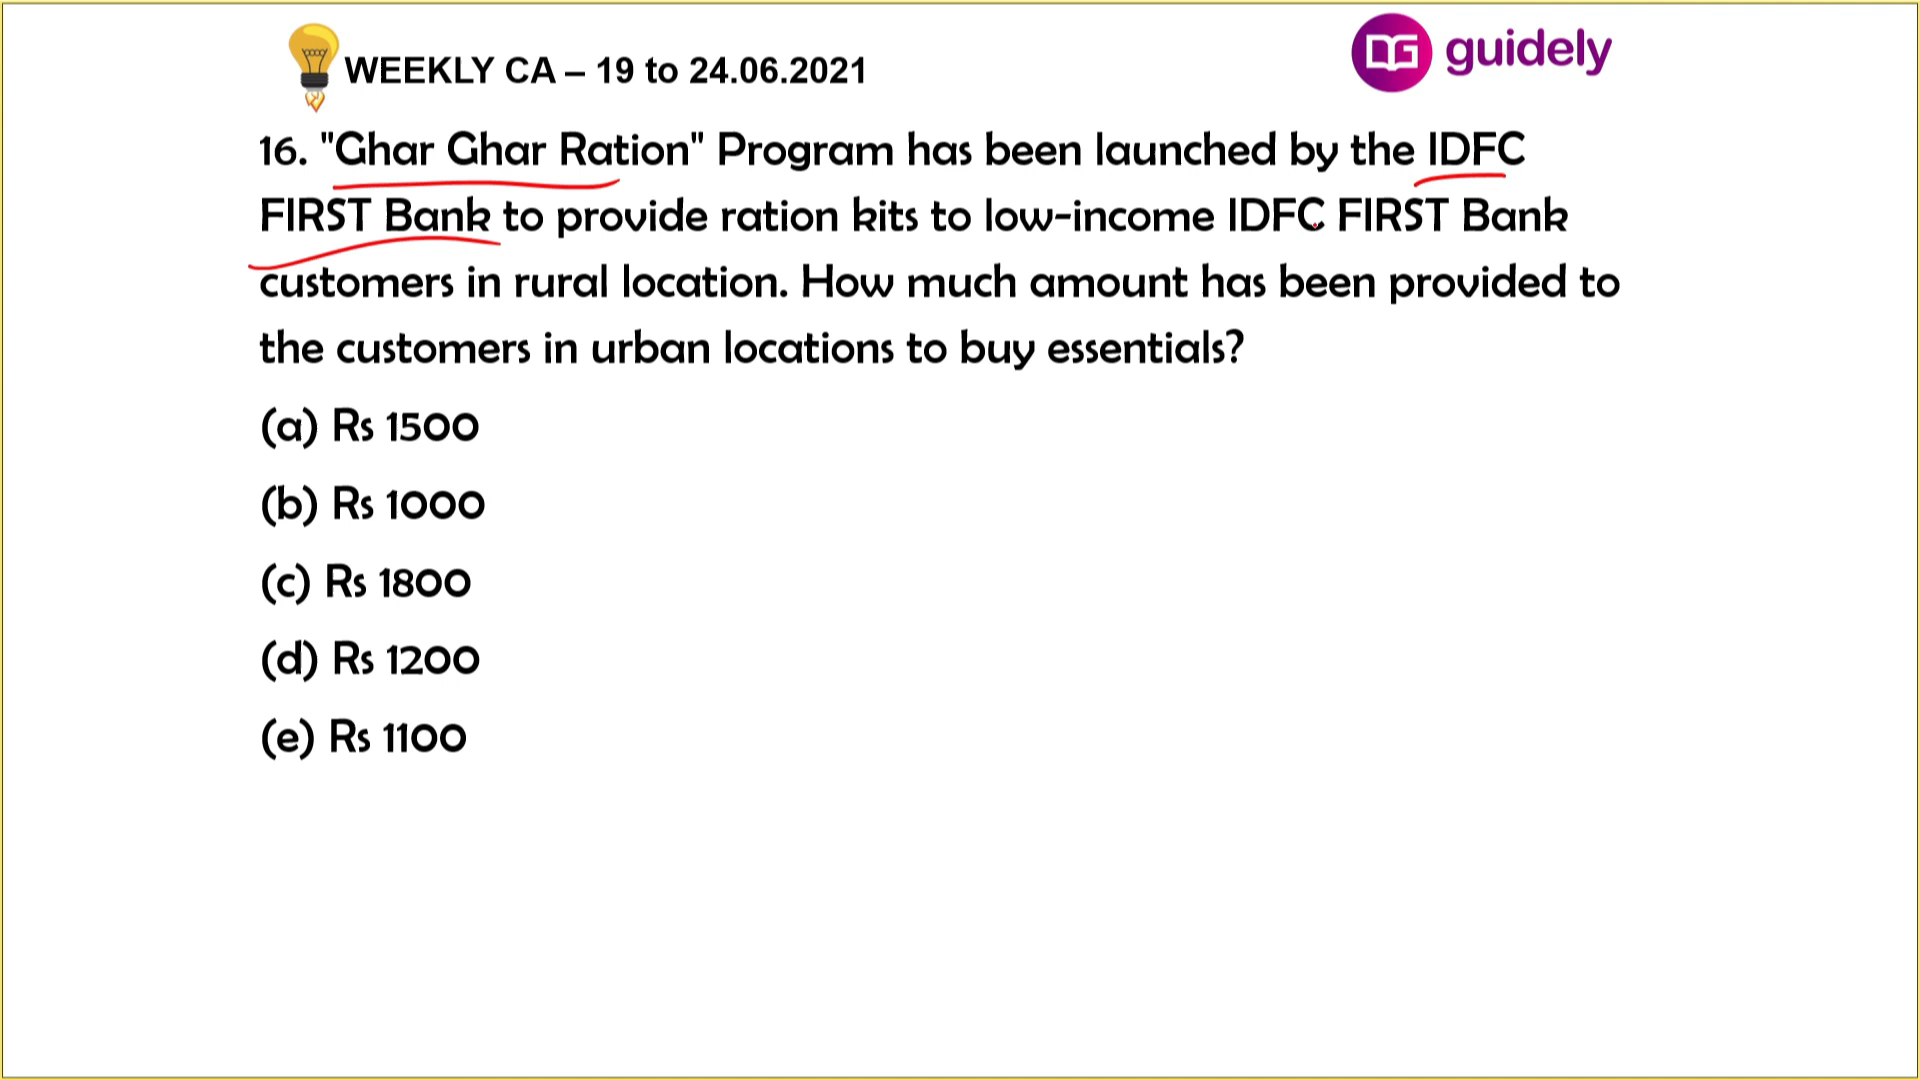 WEEKLY CA – 19 to 24.06.2021
guidely
16. "Ghar Ghar Ration" Program has been launched by the IDFC
FIRST Bank to provide ration kits to low-income IDFC FIRST Bank
customers in rural location. How much amount has been provided to
the customers in urban locations to buy essentials?
(a) Rs 1500
(b) Rs 1000
(c) Rs 1800
(d) Rs 1200
(e) Rs 1100